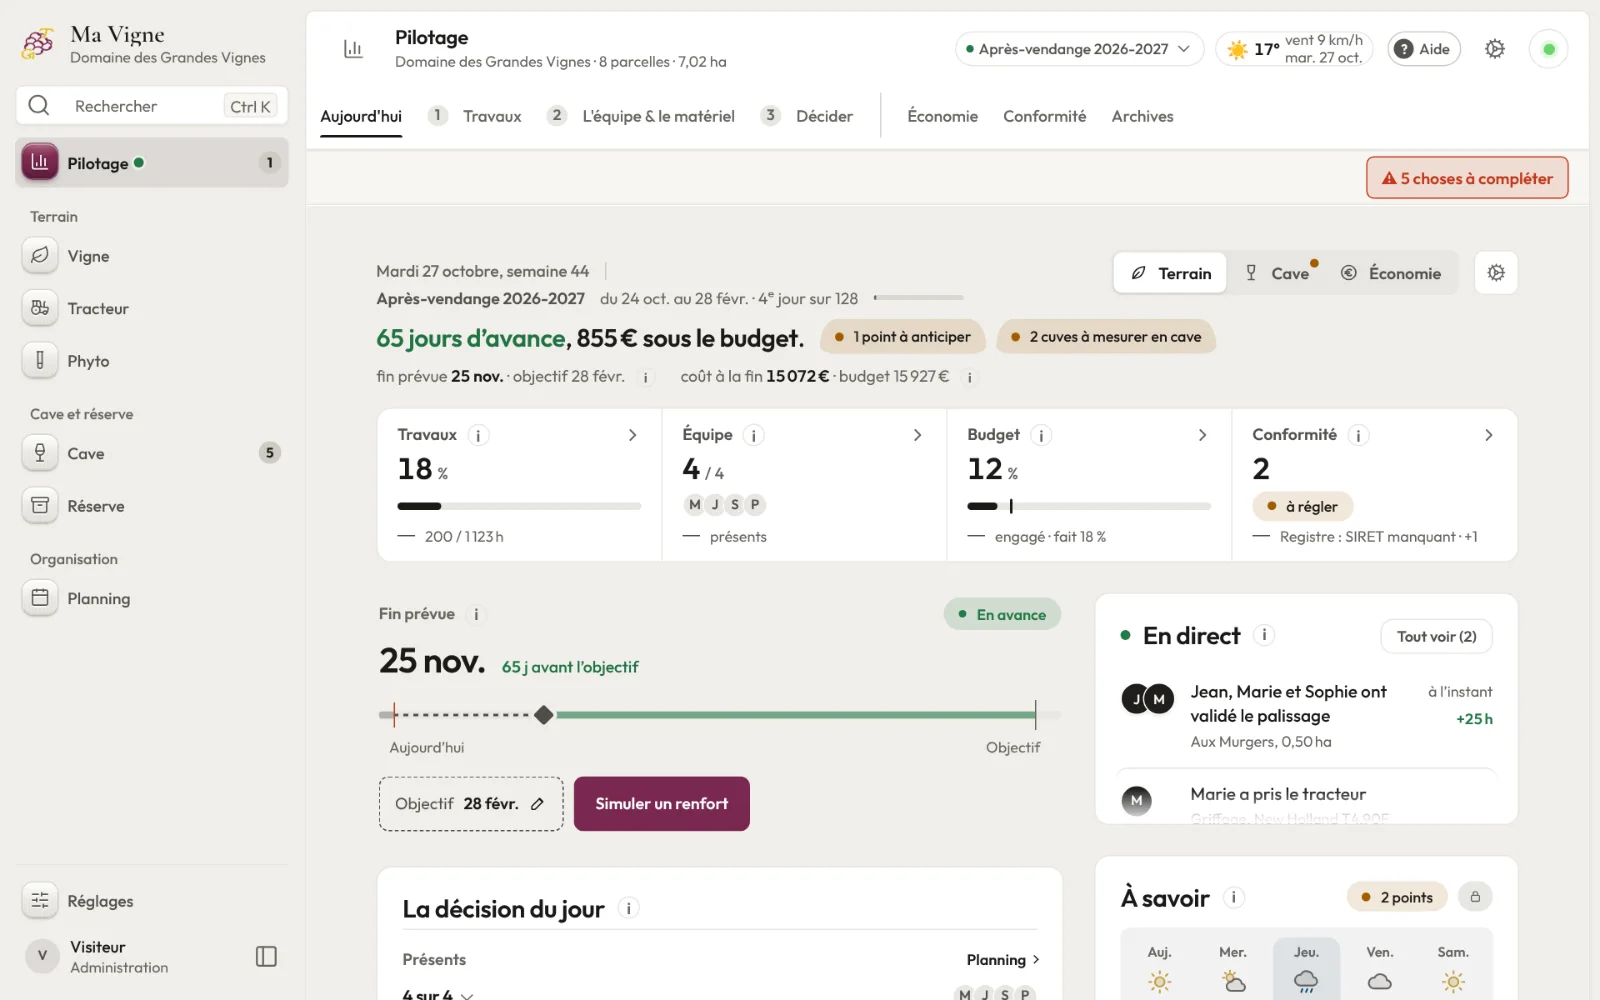 Ma Vigne
Domaine des Grandes Vignes
Rechercher
Ctrl K
Pilotage
1
Terrain
Vigne
Tracteur
Phyto
Cave et réserve
Cave
5
Réserve
Organisation
Planning
Réglages
V
Visiteur
Administration
Pilotage
Domaine des Grandes Vignes · 8 parcelles · 7,02 ha
Après-vendange 2026-2027
17°
vent 9 km/h
mar. 27 oct.
? Aide
Aujourd'hui
1 Travaux
2 L'équipe & le matériel
3 Décider
Économie
Conformité
Archives
5 choses à compléter
Mardi 27 octobre, semaine 44
Après-vendange 2026-2027 du 24 oct. au 28 févr. · 4e jour sur 128
Terrain
Cave
Économie
65 jours d’avance, 855 € sous le budget.
1 point à anticiper
2 cuves à mesurer en cave
fin prévue 25 nov. · objectif 28 févr. i
coût à la fin 15 072 € · budget 15 927 € i
Travaux i
18 %
200 / 1 123 h
Équipe i
4 / 4
M J S P
présents
Budget i
12 %
engagé · fait 18 %
Conformité i
2
à régler
Registre : SIRET manquant · +1
Fin prévue i
En avance
25 nov. 65 j avant l’objectif
Aujourd’hui
Objectif
Objectif 28 févr.
Simuler un renfort
En direct i
Tout voir (2)
J M
Jean, Marie et Sophie ont
validé le palissage
Aux Murgers, 0,50 ha
à l’instant
+25 h
M
Marie a pris le tracteur
Griffage, New Holland T4.90F
La décision du jour i
Présents
Planning
4 sur 4
M J S P
À savoir i
2 points
Auj.
Mer.
Jeu.
Ven.
Sam.